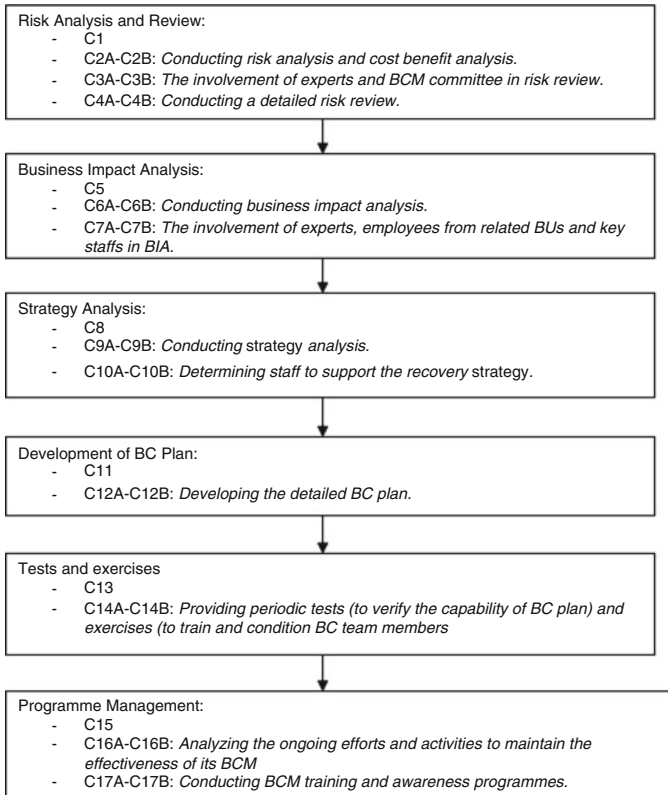 Risk Analysis and Review:
- C1
- C2A-C2B: Conducting risk analysis and cost benefit analysis.
- C3A-C3B: The involvement of experts and BCM committee in risk review.
- C4A-C4B: Conducting a detailed risk review.
Business Impact Analysis:
- C5
- C6A-C6B: Conducting business impact analysis.
- C7A-C7B: The involvement of experts, employees from related BUs and key
staffs in BIA.
Strategy Analysis:
- C8
- C9A-C9B: Conducting strategy analysis.
- C10A-C10B: Determining staff to support the recovery strategy.
Development of BC Plan:
- C11
- C12A-C12B: Developing the detailed BC plan.
Tests and exercises
- C13
- C14A-C14B: Providing periodic tests (to verify the capability of BC plan) and
exercises (to train and condition BC team members
Programme Management:
- C15
- C16A-C16B: Analyzing the ongoing efforts and activities to maintain the
effectiveness of its BCM
- C17A-C17B: Conducting BCM training and awareness programmes.